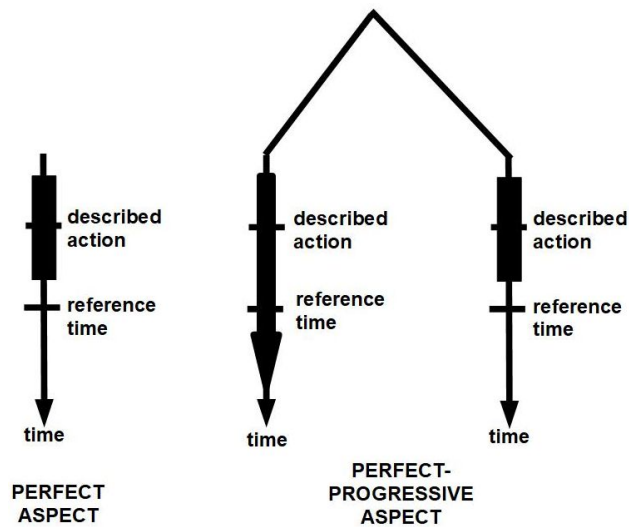 described
action
reference
time
time
PERFECT
ASPECT
described
action
reference
time
time
described
action
reference
time
time
PERFECT-
PROGRESSIVE
ASPECT